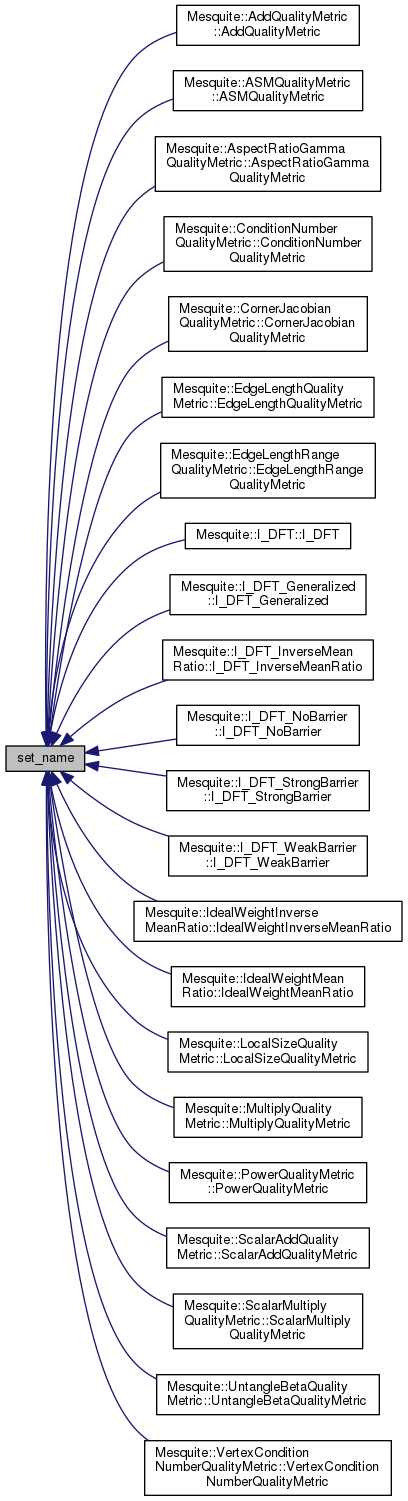 Mesquite::AddQualityMetric
::AddQualityMetric
Mesquite::ASMQualityMetric
::ASMQualityMetric
Mesquite::AspectRatioGamma
QualityMetric::AspectRatioGamma
QualityMetric
Mesquite::ConditionNumber
QualityMetric::ConditionNumber
QualityMetric
Mesquite::CornerJacobian
QualityMetric::CornerJacobian
QualityMetric
Mesquite::EdgeLengthQuality
Metric::EdgeLengthQualityMetric
Mesquite::EdgeLengthRange
QualityMetric::EdgeLengthRange
QualityMetric
Mesquite::I_DFT::I_DFT
Mesquite::I_DFT_Generalized
::I_DFT_Generalized
Mesquite::I_DFT_InverseMean
Ratio::I_DFT_InverseMeanRatio
Mesquite::I_DFT_NoBarrier
::I_DFT_NoBarrier
set_name
Mesquite::I_DFT_StrongBarrier
::I_DFT_StrongBarrier
Mesquite::I_DFT_WeakBarrier
::I_DFT_WeakBarrier
Mesquite::IdealWeightInverse
MeanRatio::IdealWeightInverseMeanRatio
Mesquite::IdealWeightMean
Ratio::IdealWeightMeanRatio
Mesquite::LocalSizeQuality
Metric::LocalSizeQualityMetric
Mesquite::MultiplyQuality
Metric::MultiplyQualityMetric
Mesquite::PowerQualityMetric
::PowerQualityMetric
Mesquite::ScalarAddQuality
Metric::ScalarAddQualityMetric
Mesquite::ScalarMultiply
QualityMetric::ScalarMultiply
QualityMetric
Mesquite::UntangleBetaQuality
Metric::UntangleBetaQualityMetric
Mesquite::VertexCondition
NumberQualityMetric::VertexCondition
NumberQualityMetric